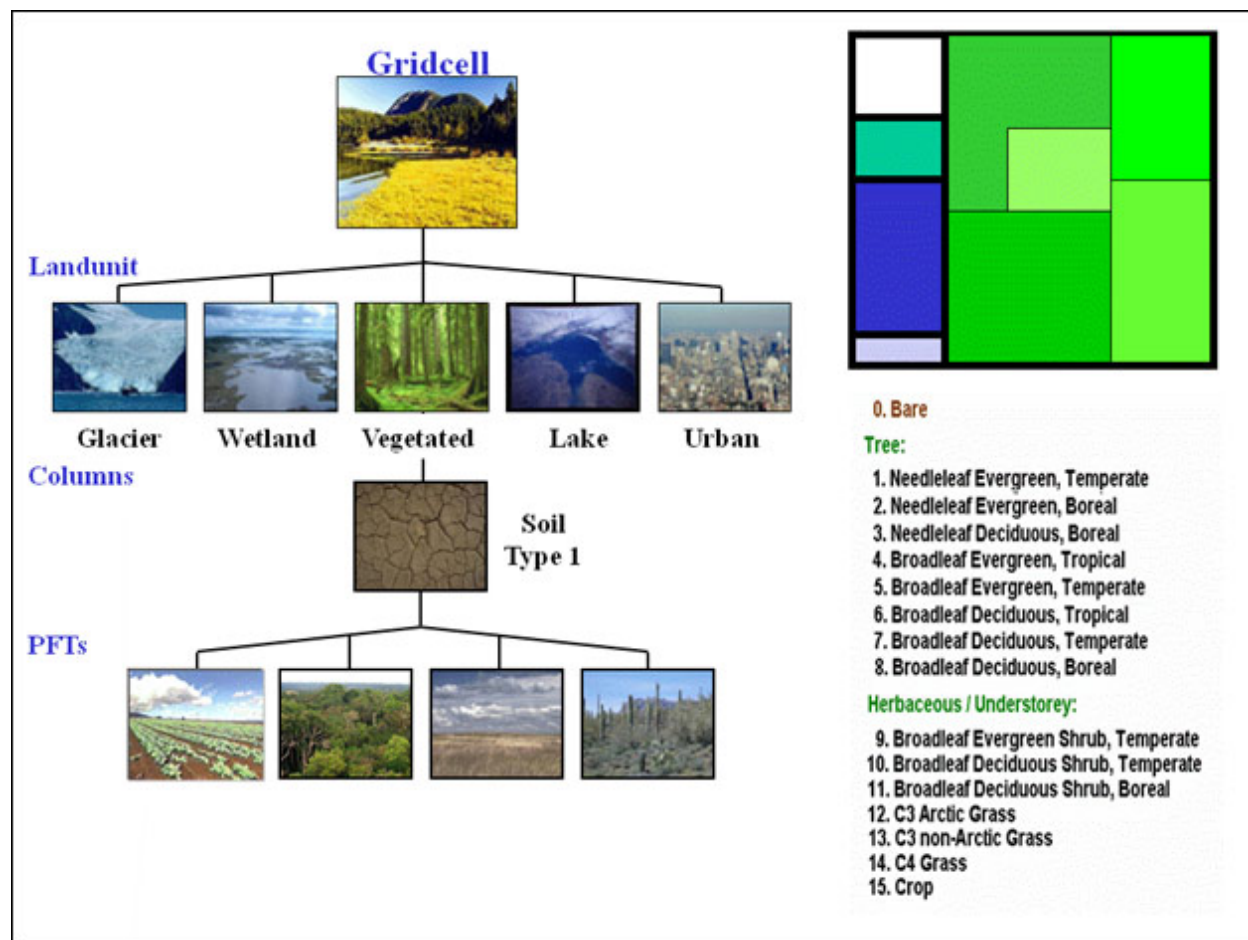 Gridcell
Landunit
Glacier
Wetland
Vegetated
Lake
Urban
Columns
Soil
Type 1
PFTs
0. Bare
Tree:
1. Needleleaf Evergreen, Temperate
2. Needleleaf Evergreen, Boreal
3. Needleleaf Deciduous, Boreal
4. Broadleaf Evergreen, Tropical
5. Broadleaf Evergreen, Temperate
6. Broadleaf Deciduous, Tropical
7. Broadleaf Deciduous, Temperate
8. Broadleaf Deciduous, Boreal
Herbaceous / Understorey:
9. Broadleaf Evergreen Shrub, Temperate
10. Broadleaf Deciduous Shrub, Temperate
11. Broadleaf Deciduous Shrub, Boreal
12. C3 Arctic Grass
13. C3 non-Arctic Grass
14. C4 Grass
15. Crop